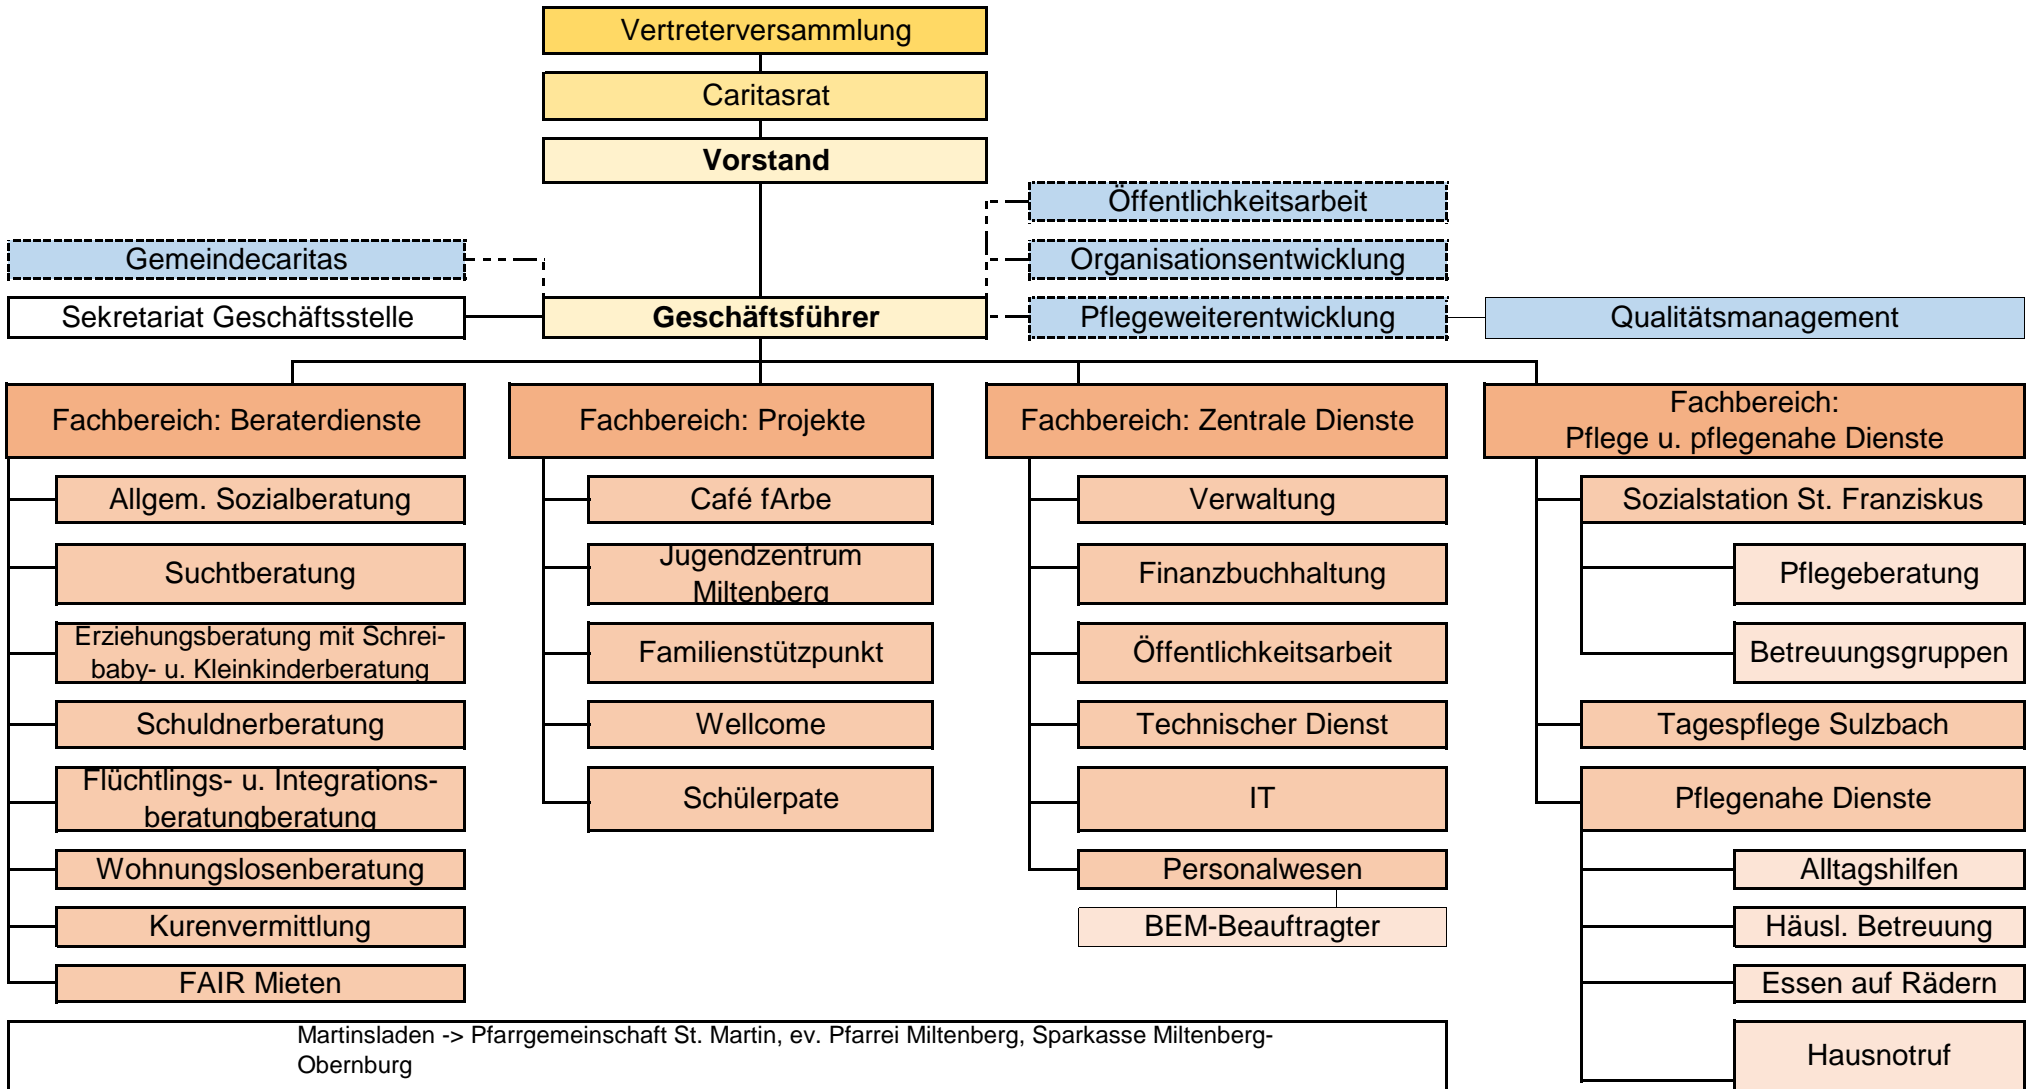 Vertreterversammlung
Caritasrat
Vorstand
Öffentlichkeitsarbeit
Gemeindecaritas
Organisationsentwicklung
Sekretariat Geschäftsstelle
Geschäftsführer
Pflegeweiterentwicklung
Qualitätsmanagement
Fachbereich: Beraterdienste
Allgem. Sozialberatung
Suchtberatung
Erziehungsberatung mit Schrei-
baby- u. Kleinkinderberatung
Schuldnerberatung
Flüchtlings- u. Integrations-
beratungberatung
Wohnungslosenberatung
Kurenvermittlung
FAIR Mieten
Fachbereich: Projekte
Café fArbe
Jugendzentrum
Miltenberg
Familienstützpunkt
Wellcome
Schülerpate
Fachbereich: Zentrale Dienste
Verwaltung
Finanzbuchhaltung
Öffentlichkeitsarbeit
Technischer Dienst
IT
Personalwesen
BEM-Beauftragter
Fachbereich:
Pflege u. pflegenahe Dienste
Sozialstation St. Franziskus
Pflegeberatung
Betreuungsgruppen
Tagespflege Sulzbach
Pflegenahe Dienste
Alltagshilfen
Häusl. Betreuung
Essen auf Rädern
Hausnotruf
Martinsladen -> Pfarrgemeinschaft St. Martin, ev. Pfarrei Miltenberg, Sparkasse Miltenberg-
Obernburg